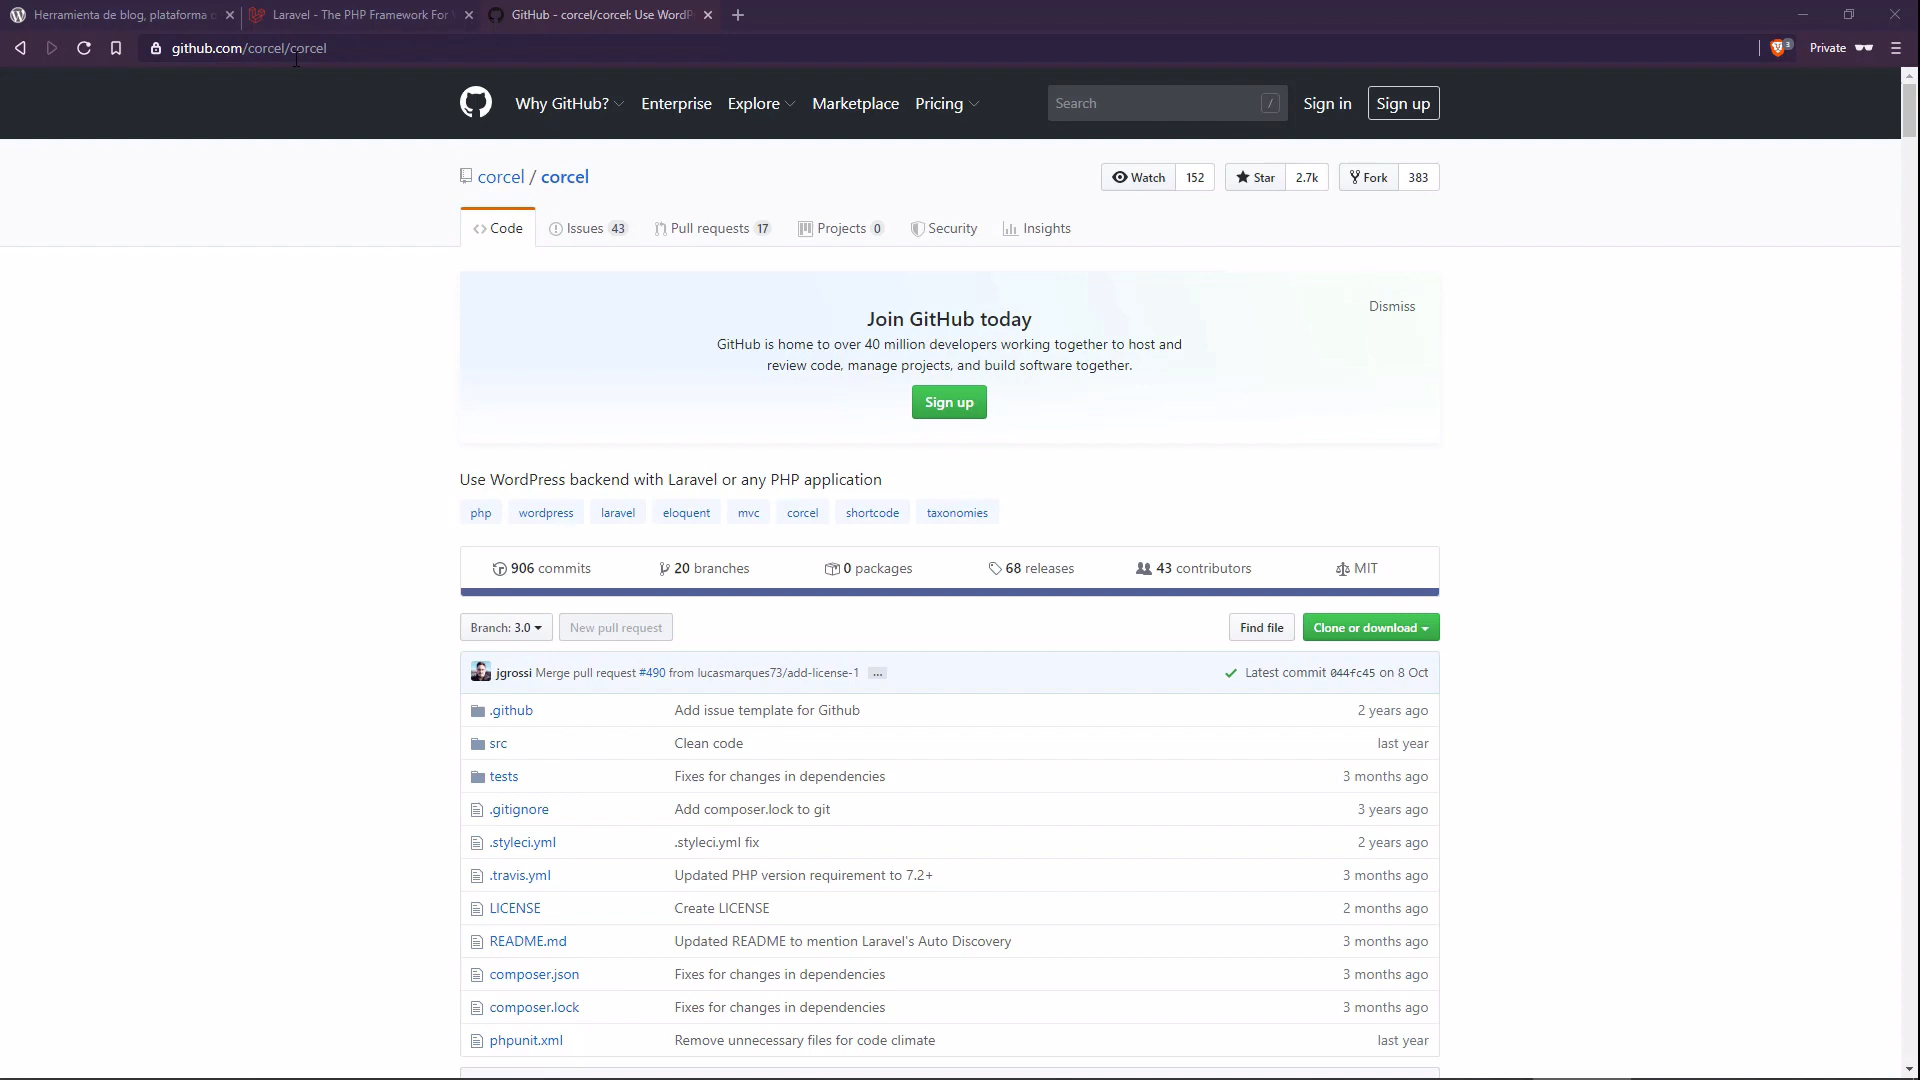 Herramienta de blog, plataforma
Laravel - The PHP Framework For
GitHub - corcel/corcel: Use WordP
github.com/corcel/corcel
3
Private
Why GitHub?
Enterprise
Explore
Marketplace
Pricing
Search
/
Sign in
Sign up
corcel / corcel
Watch 152
Star 2.7k
Fork 383
Code
Issues 43
Pull requests 17
Projects 0
Security
Insights
Join GitHub today
Dismiss
GitHub is home to over 40 million developers working together to host and
review code, manage projects, and build software together.
Sign up
Use WordPress backend with Laravel or any PHP application
php wordpress laravel eloquent mvc corcel shortcode taxonomies
906 commits
20 branches
0 packages
68 releases
43 contributors
MIT
Branch: 3.0
New pull request
Find file
Clone or download
jgrossi Merge pull request #490 from lucasmarques73/add-license-1 ...
Latest commit 044fc45 on 8 Oct
.github Add issue template for Github 2 years ago
src Clean code last year
tests Fixes for changes in dependencies 3 months ago
.gitignore Add composer.lock to git 3 years ago
.styleci.yml .styleci.yml fix 2 years ago
.travis.yml Updated PHP version requirement to 7.2+ 3 months ago
LICENSE Create LICENSE 2 months ago
README.md Updated README to mention Laravel's Auto Discovery 3 months ago
composer.json Fixes for changes in dependencies 3 months ago
composer.lock Fixes for changes in dependencies 3 months ago
phpunit.xml Remove unnecessary files for code climate last year